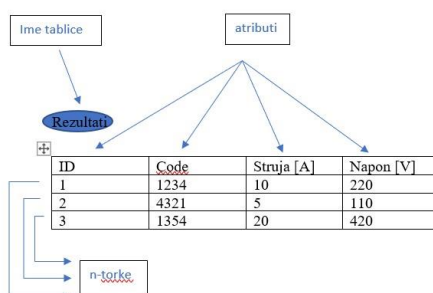 Ime tablice
atributi
Rezultati
ID Code Struja [A] Napon [V]
1 1234 10 220
2 4321 5 110
3 1354 20 420
n-torke